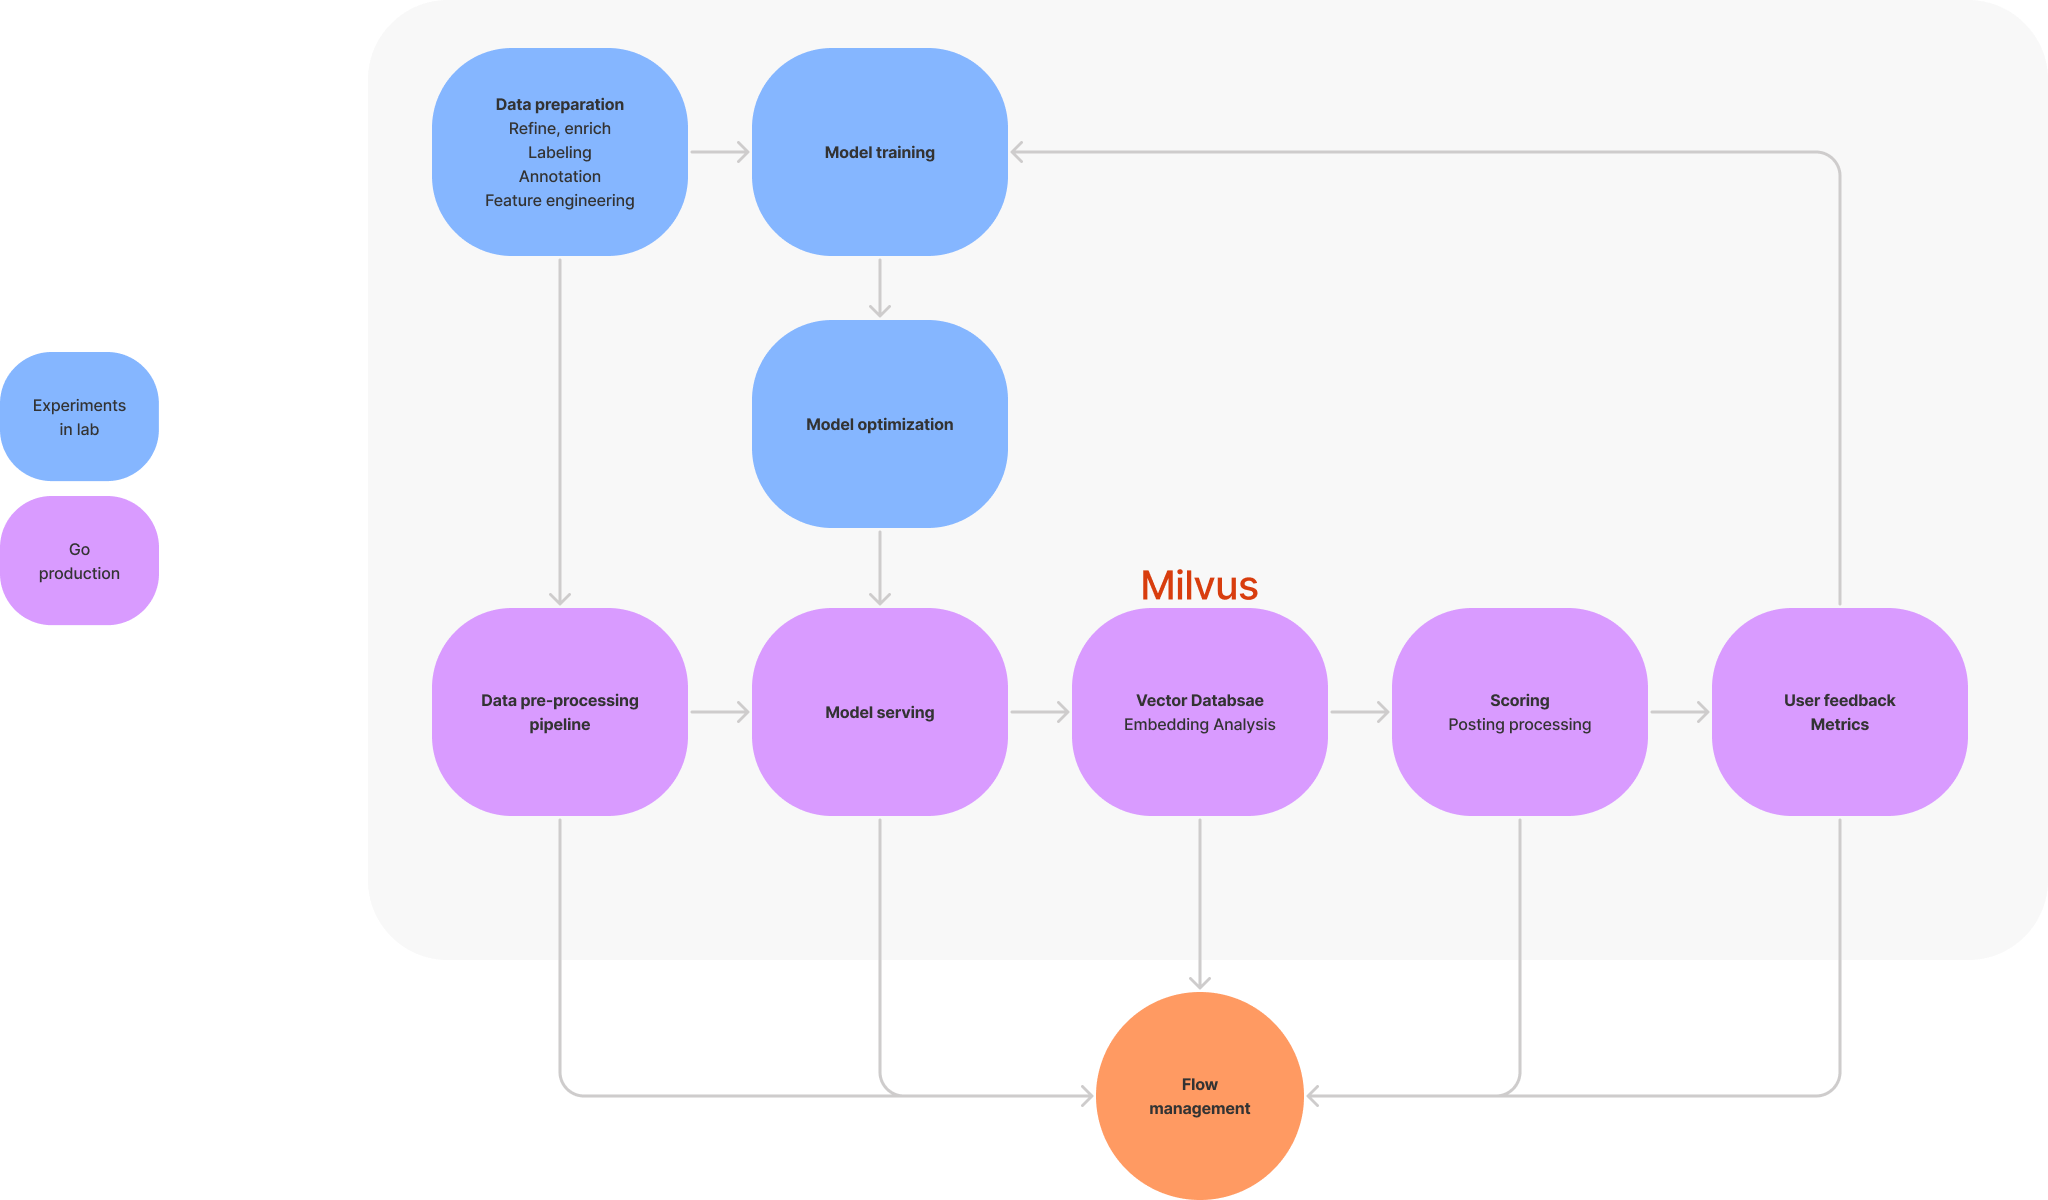 Data preparation
Refine, enrich
Labeling
Annotation
Feature engineering
Model training
Experiments
in lab
Go
production
Model optimization
Milvus
Data pre-processing
pipeline
Model serving
Vector Databsae
Embedding Analysis
Scoring
Posting processing
User feedback
Metrics
Flow
management